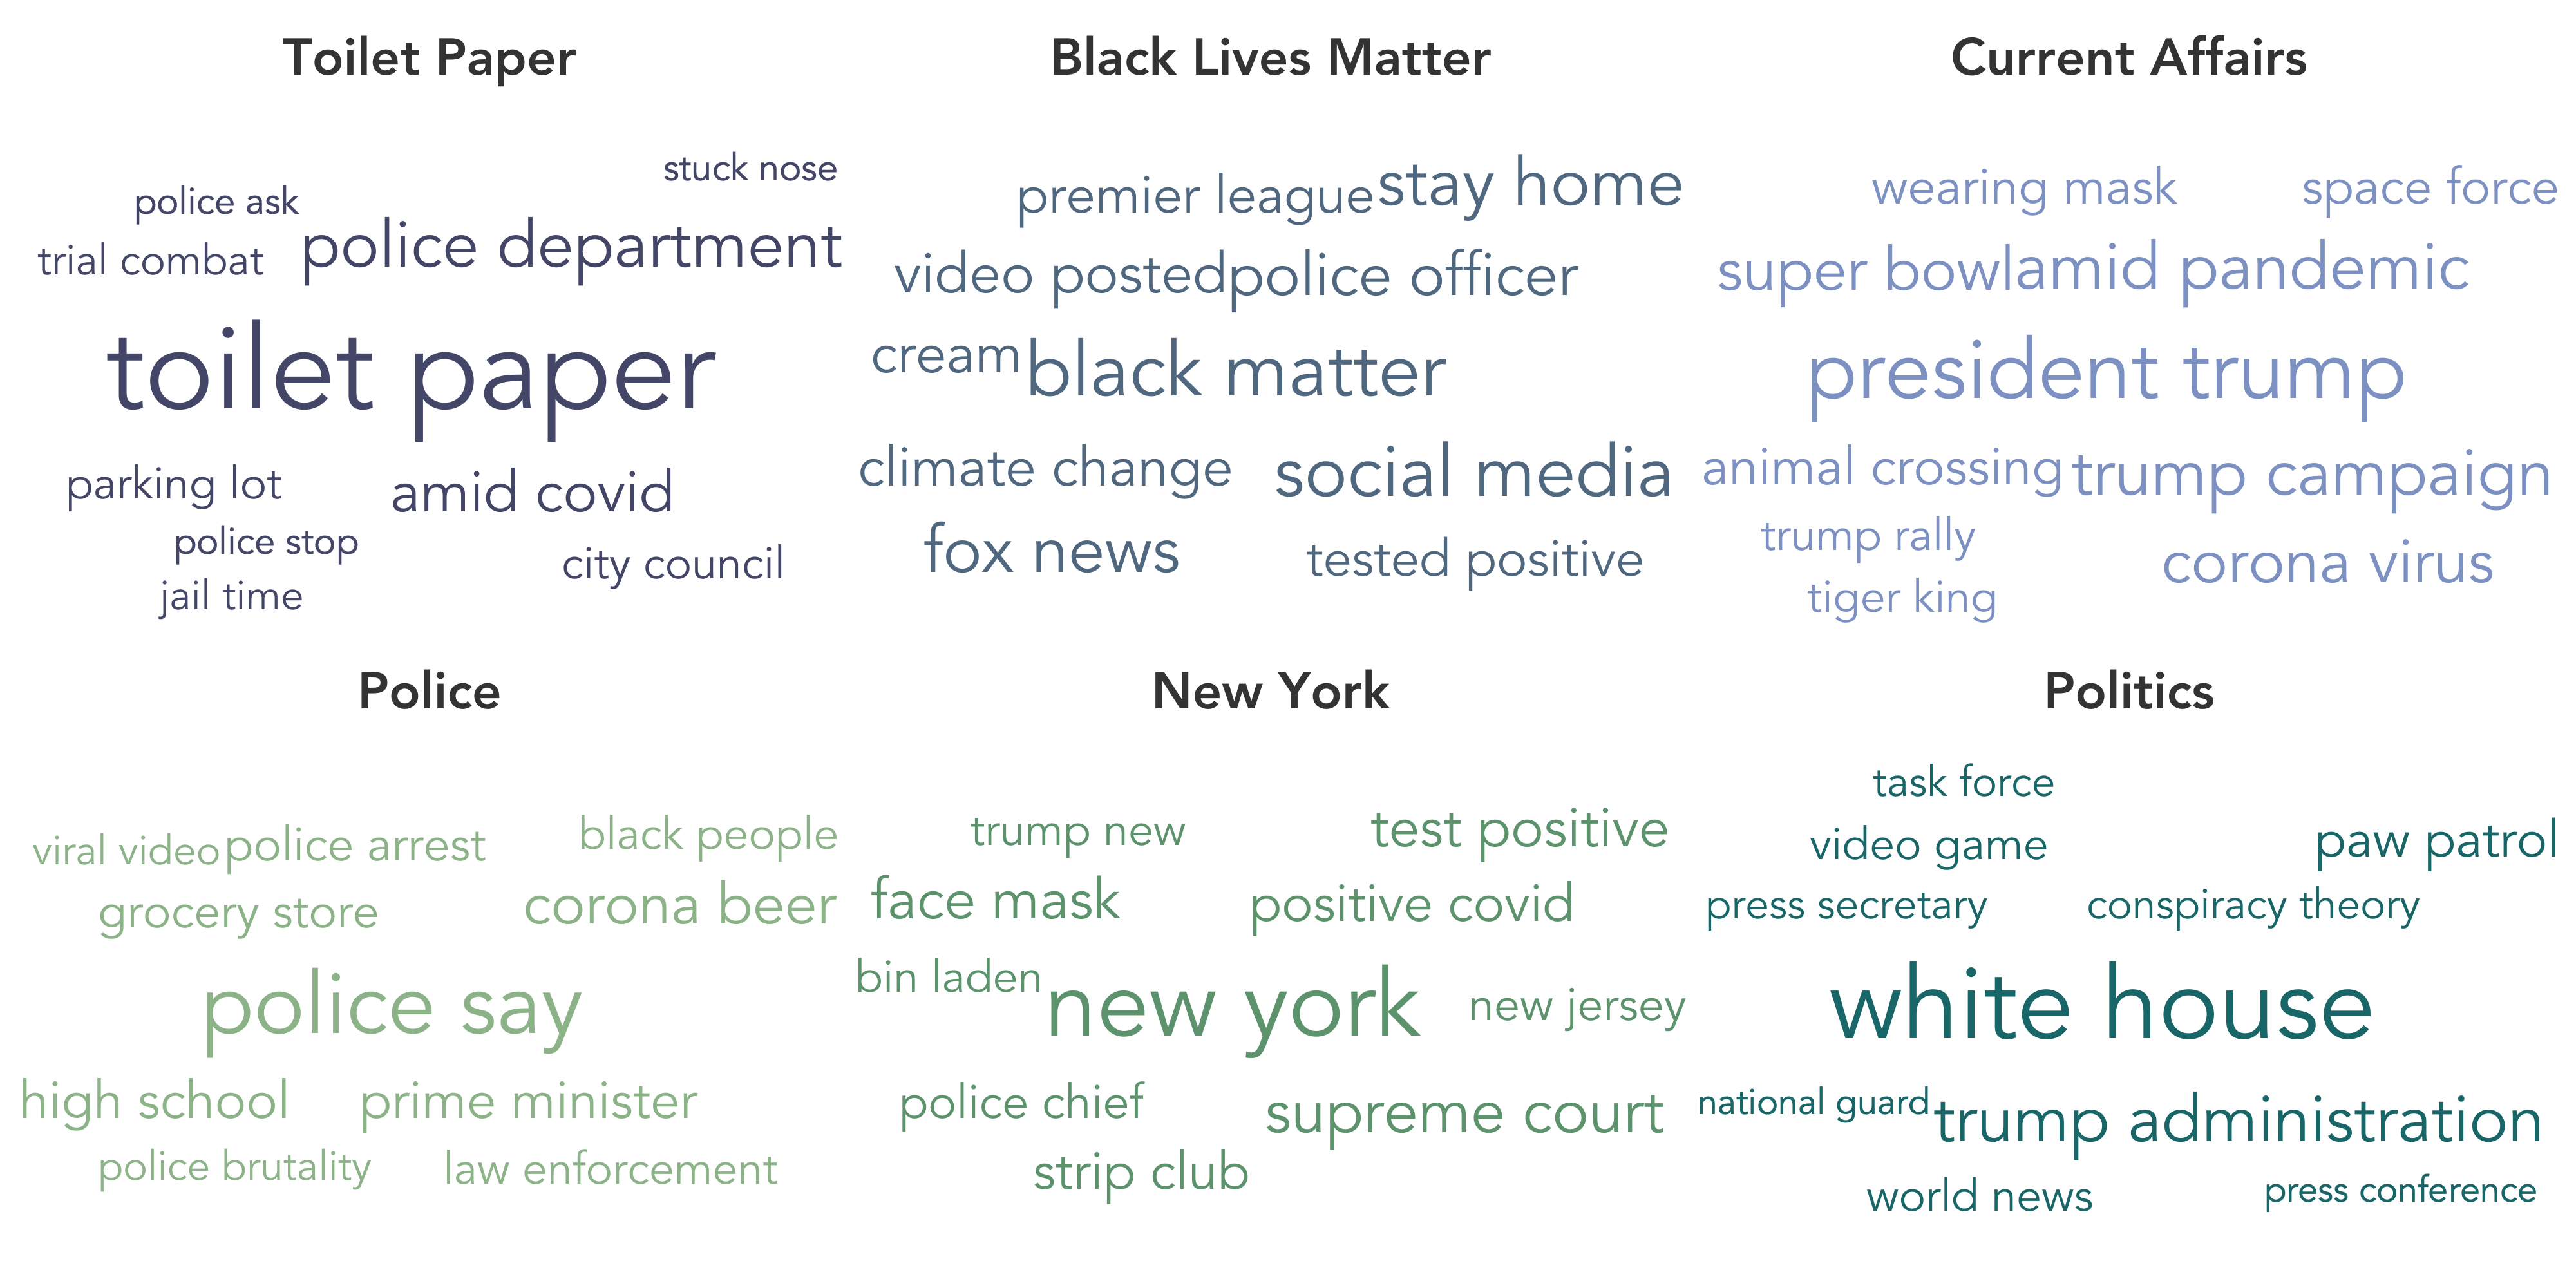 Toilet Paper
stuck nose
police ask
police department
trial combat
toilet paper
parking lot
amid covid
police stop
city council
jail time
Black Lives Matter
stay home
premier league
video posted
police officer
cream
black matter
climate change
social media
fox news
tested positive
Current Affairs
wearing mask
space force
super bowl
amid pandemic
president trump
animal crossing
trump campaign
trump rally
corona virus
tiger king
Police
black people
viral video
police arrest
grocery store
corona beer
police say
high school
prime minister
police brutality
law enforcement
New York
trump new
test positive
face mask
positive covid
bin laden
new york
new jersey
police chief
supreme court
strip club
Politics
task force
video game
paw patrol
press secretary
conspiracy theory
white house
national guard
trump administration
world news
press conference